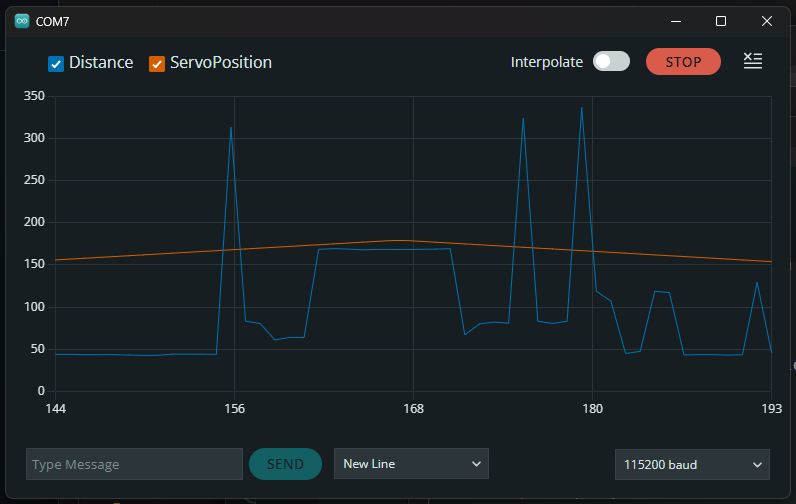 COM7
Distance ServoPosition Interpolate STOP
350
300
250
200
150
100
50
0
144 156 168 180 193
Type Message SEND New Line 115200 baud